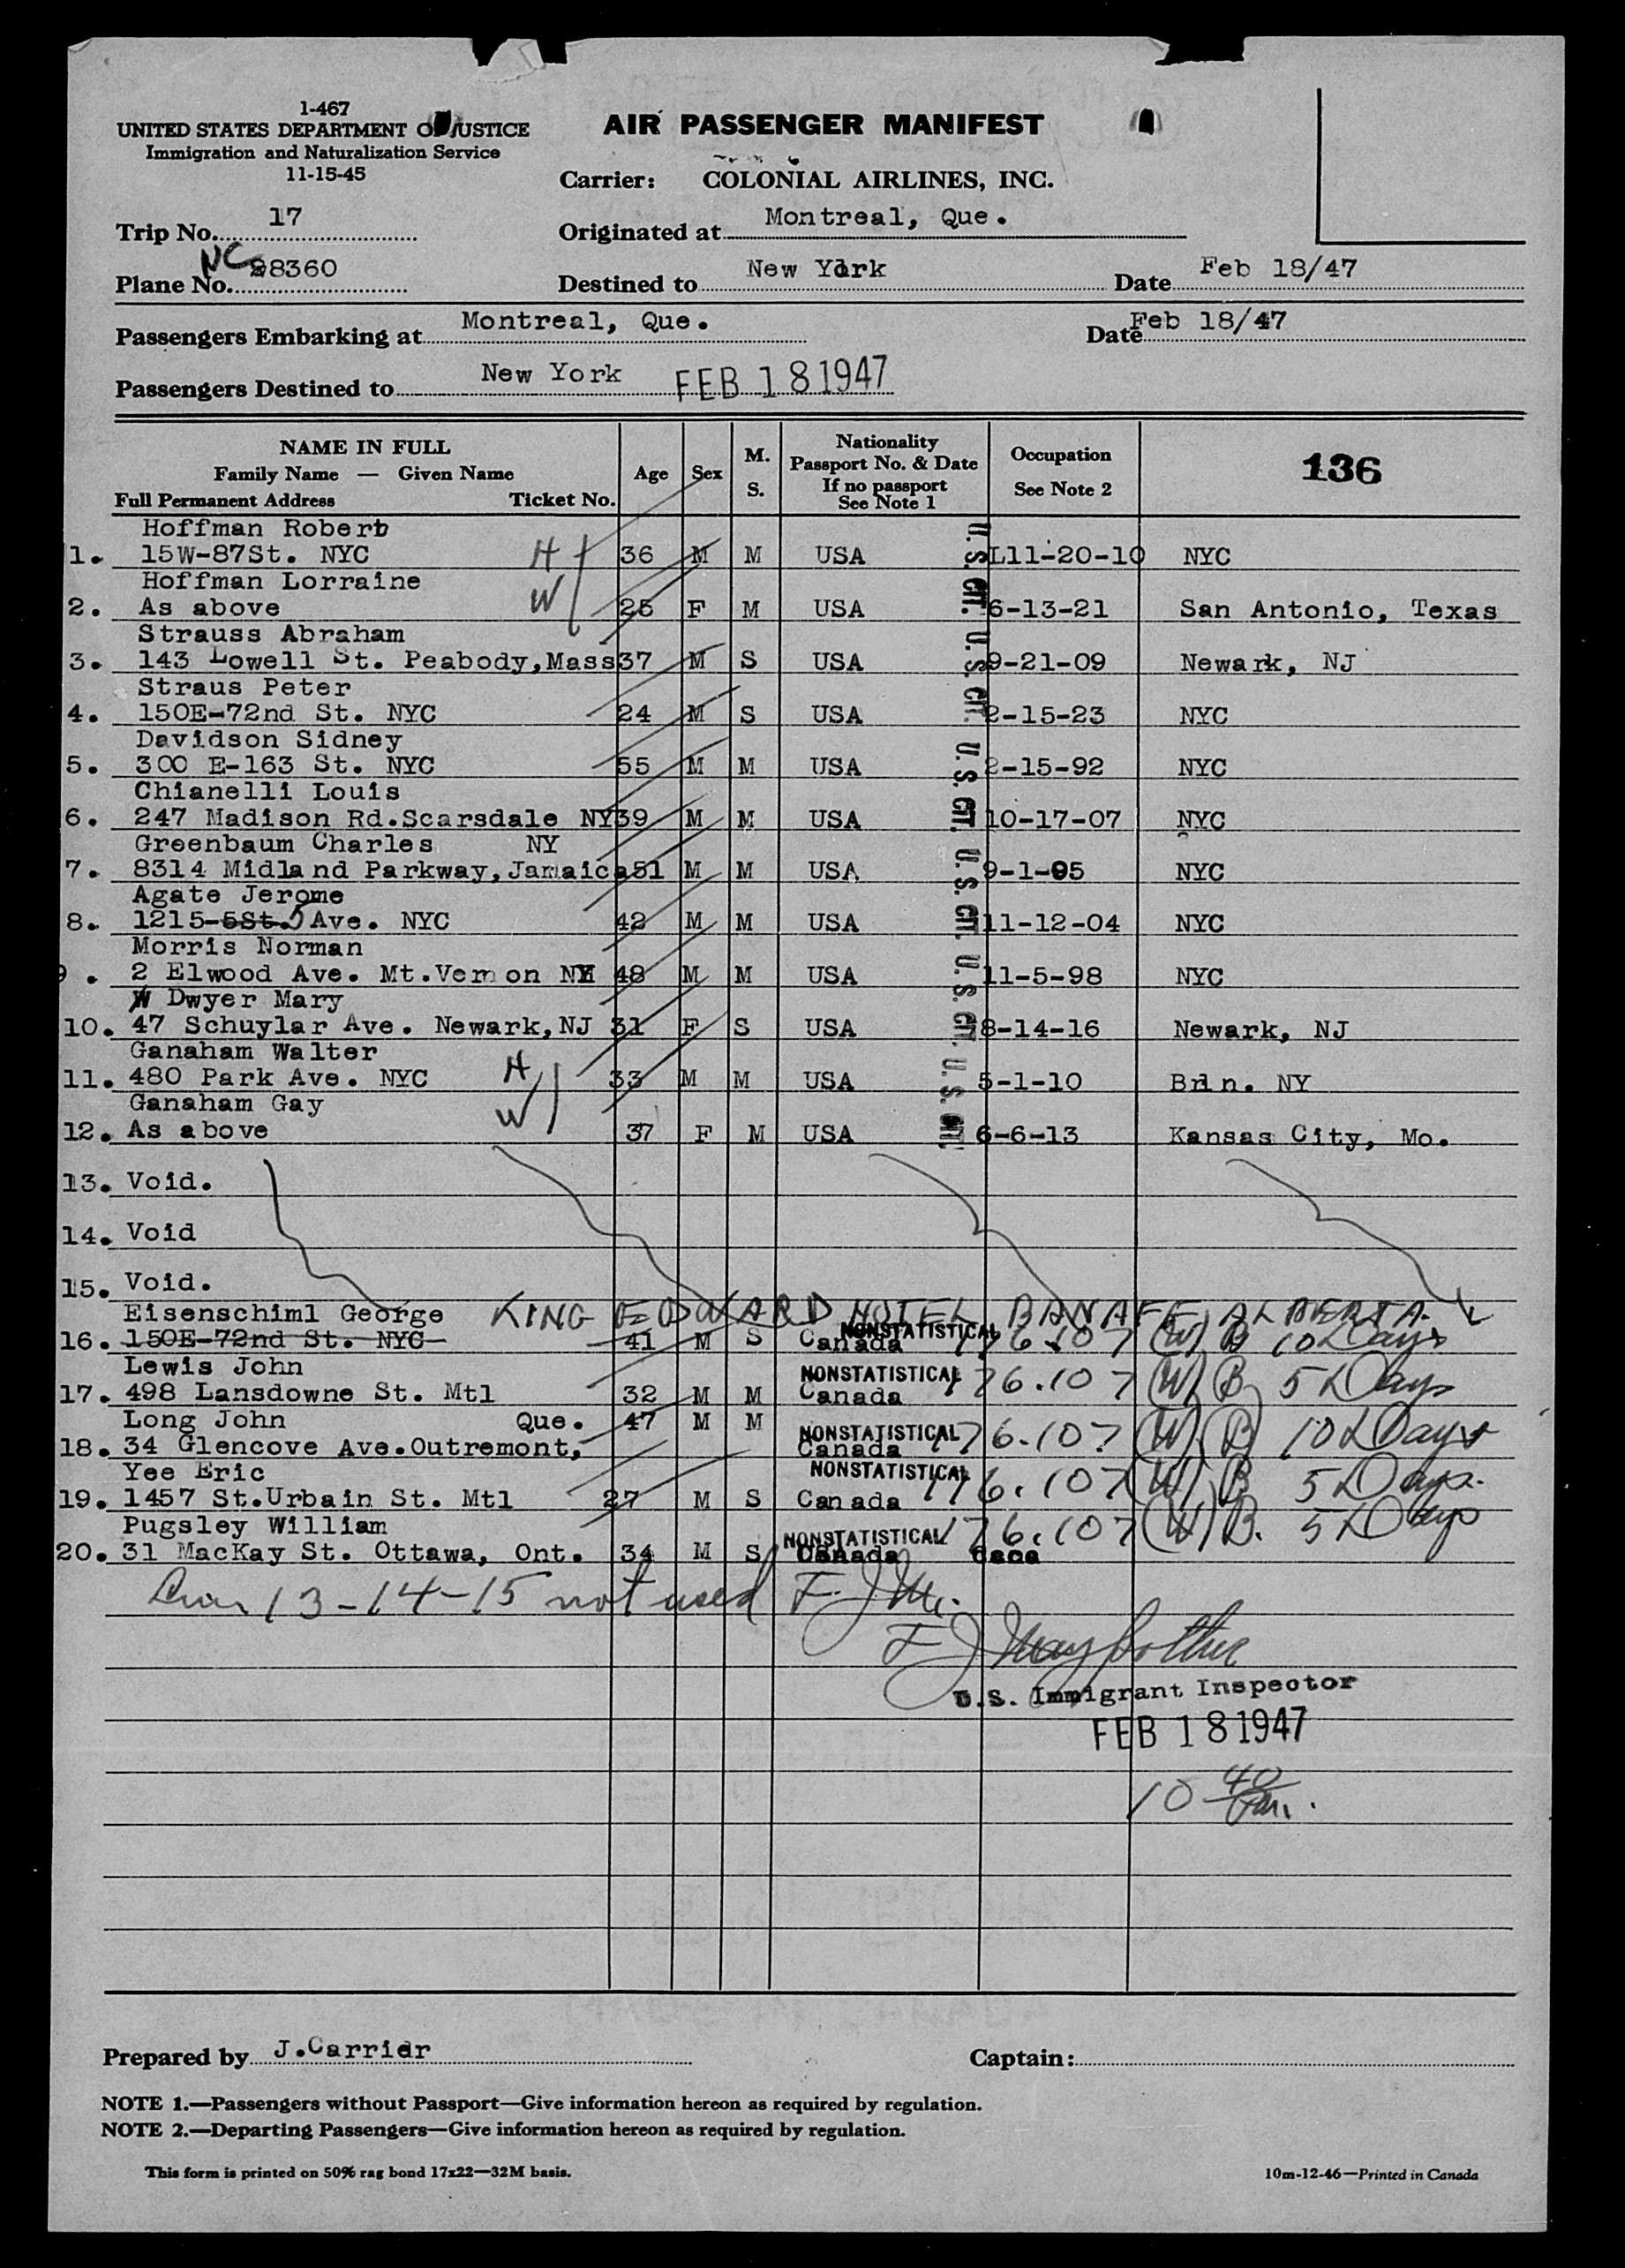 1-467
UNITED STATES DEPARTMENT OF JUSTICE
Immigration and Naturalization Service
11-15-45
AIR PASSENGER MANIFEST
Carrier: COLONIAL AIRLINES, INC.
Trip No. 17
Originated at Montreal, Que.
Plane No. NC 88360
Destined to New York
Date Feb 18/47
Passengers Embarking at Montreal, Que.
Date Feb 18/47
Passengers Destined to New York FEB 18 1947
NAME IN FULL
Family Name — Given Name
Full Permanent Address Ticket No.
Age
Sex
M. S.
Nationality
Passport No. & Date
If no passport
See Note 1
Occupation
See Note 2
136
Hoffman Robert
1. 15W-87St. NYC H 36 M M USA U.S. CIT. L11-20-10 NYC
Hoffman Lorraine
2. As above W 25 F M USA 6-13-21 San Antonio, Texas
Strauss Abraham
3. 143 Lowell St. Peabody,Mass 37 M S USA U.S. CIT. 9-21-09 Newark, NJ
Straus Peter
4. 150E-72nd St. NYC 24 M S USA 2-15-23 NYC
Davidson Sidney
5. 300 E-163 St. NYC 55 M M USA U.S. CIT. 2-15-92 NYC
Chianelli Louis
6. 247 Madison Rd.Scarsdale NY 39 M M USA 10-17-07 NYC
Greenbaum Charles NY
7. 8314 Midland Parkway,Jamaica 51 M M USA U.S. CIT. 9-1-95 NYC
Agate Jerome
8. 1215-5St. 5 Ave. NYC 42 M M USA 11-12-04 NYC
Morris Norman
9. 2 Elwood Ave. Mt.Vernon NY 48 M M USA U.S. CIT. 11-5-98 NYC
Dwyer Mary
10. 47 Schuylar Ave. Newark,NJ 31 F S USA 8-14-16 Newark, NJ
Ganaham Walter
11. 480 Park Ave. NYC H 33 M M USA U.S. CIT. 5-1-10 Brln. NY
Ganaham Gay
12. As above W 37 F M USA 6-6-13 Kansas City, Mo.
13. Void.
14. Void
15. Void.
Eisenschiml George KING EDWARD HOTEL BANAFF, ALBERTA.
16. 150E-72nd St. NYC 41 M S Canada NONSTATISTICAL 176.107 (W) B 10 Days
Lewis John
17. 498 Lansdowne St. Mtl 32 M M NONSTATISTICAL Canada 176.107 (W) B 5 Days
Long John Que. 47 M M
18. 34 Glencove Ave.Outremont, NONSTATISTICAL Canada 176.107 (W) B 10 Days
Yee Eric
19. 1457 St.Urbain St. Mtl 27 M S NONSTATISTICAL Canada 176.107 (W) B 5 Days.
Pugsley William
20. 31 MacKay St. Ottawa, Ont. 34 M S NONSTATISTICAL Canada 176.107 (W) B. 5 Days
13-14-15 not used F.J.M.
U.S. Immigrant Inspector
FEB 18 1947
10 40
Prepared by J.Carrier
Captain:
NOTE 1.—Passengers without Passport—Give information hereon as required by regulation.
NOTE 2.—Departing Passengers—Give information hereon as required by regulation.
This form is printed on 50% rag bond 17x22—32M basis.
10m-12-46—Printed in Canada